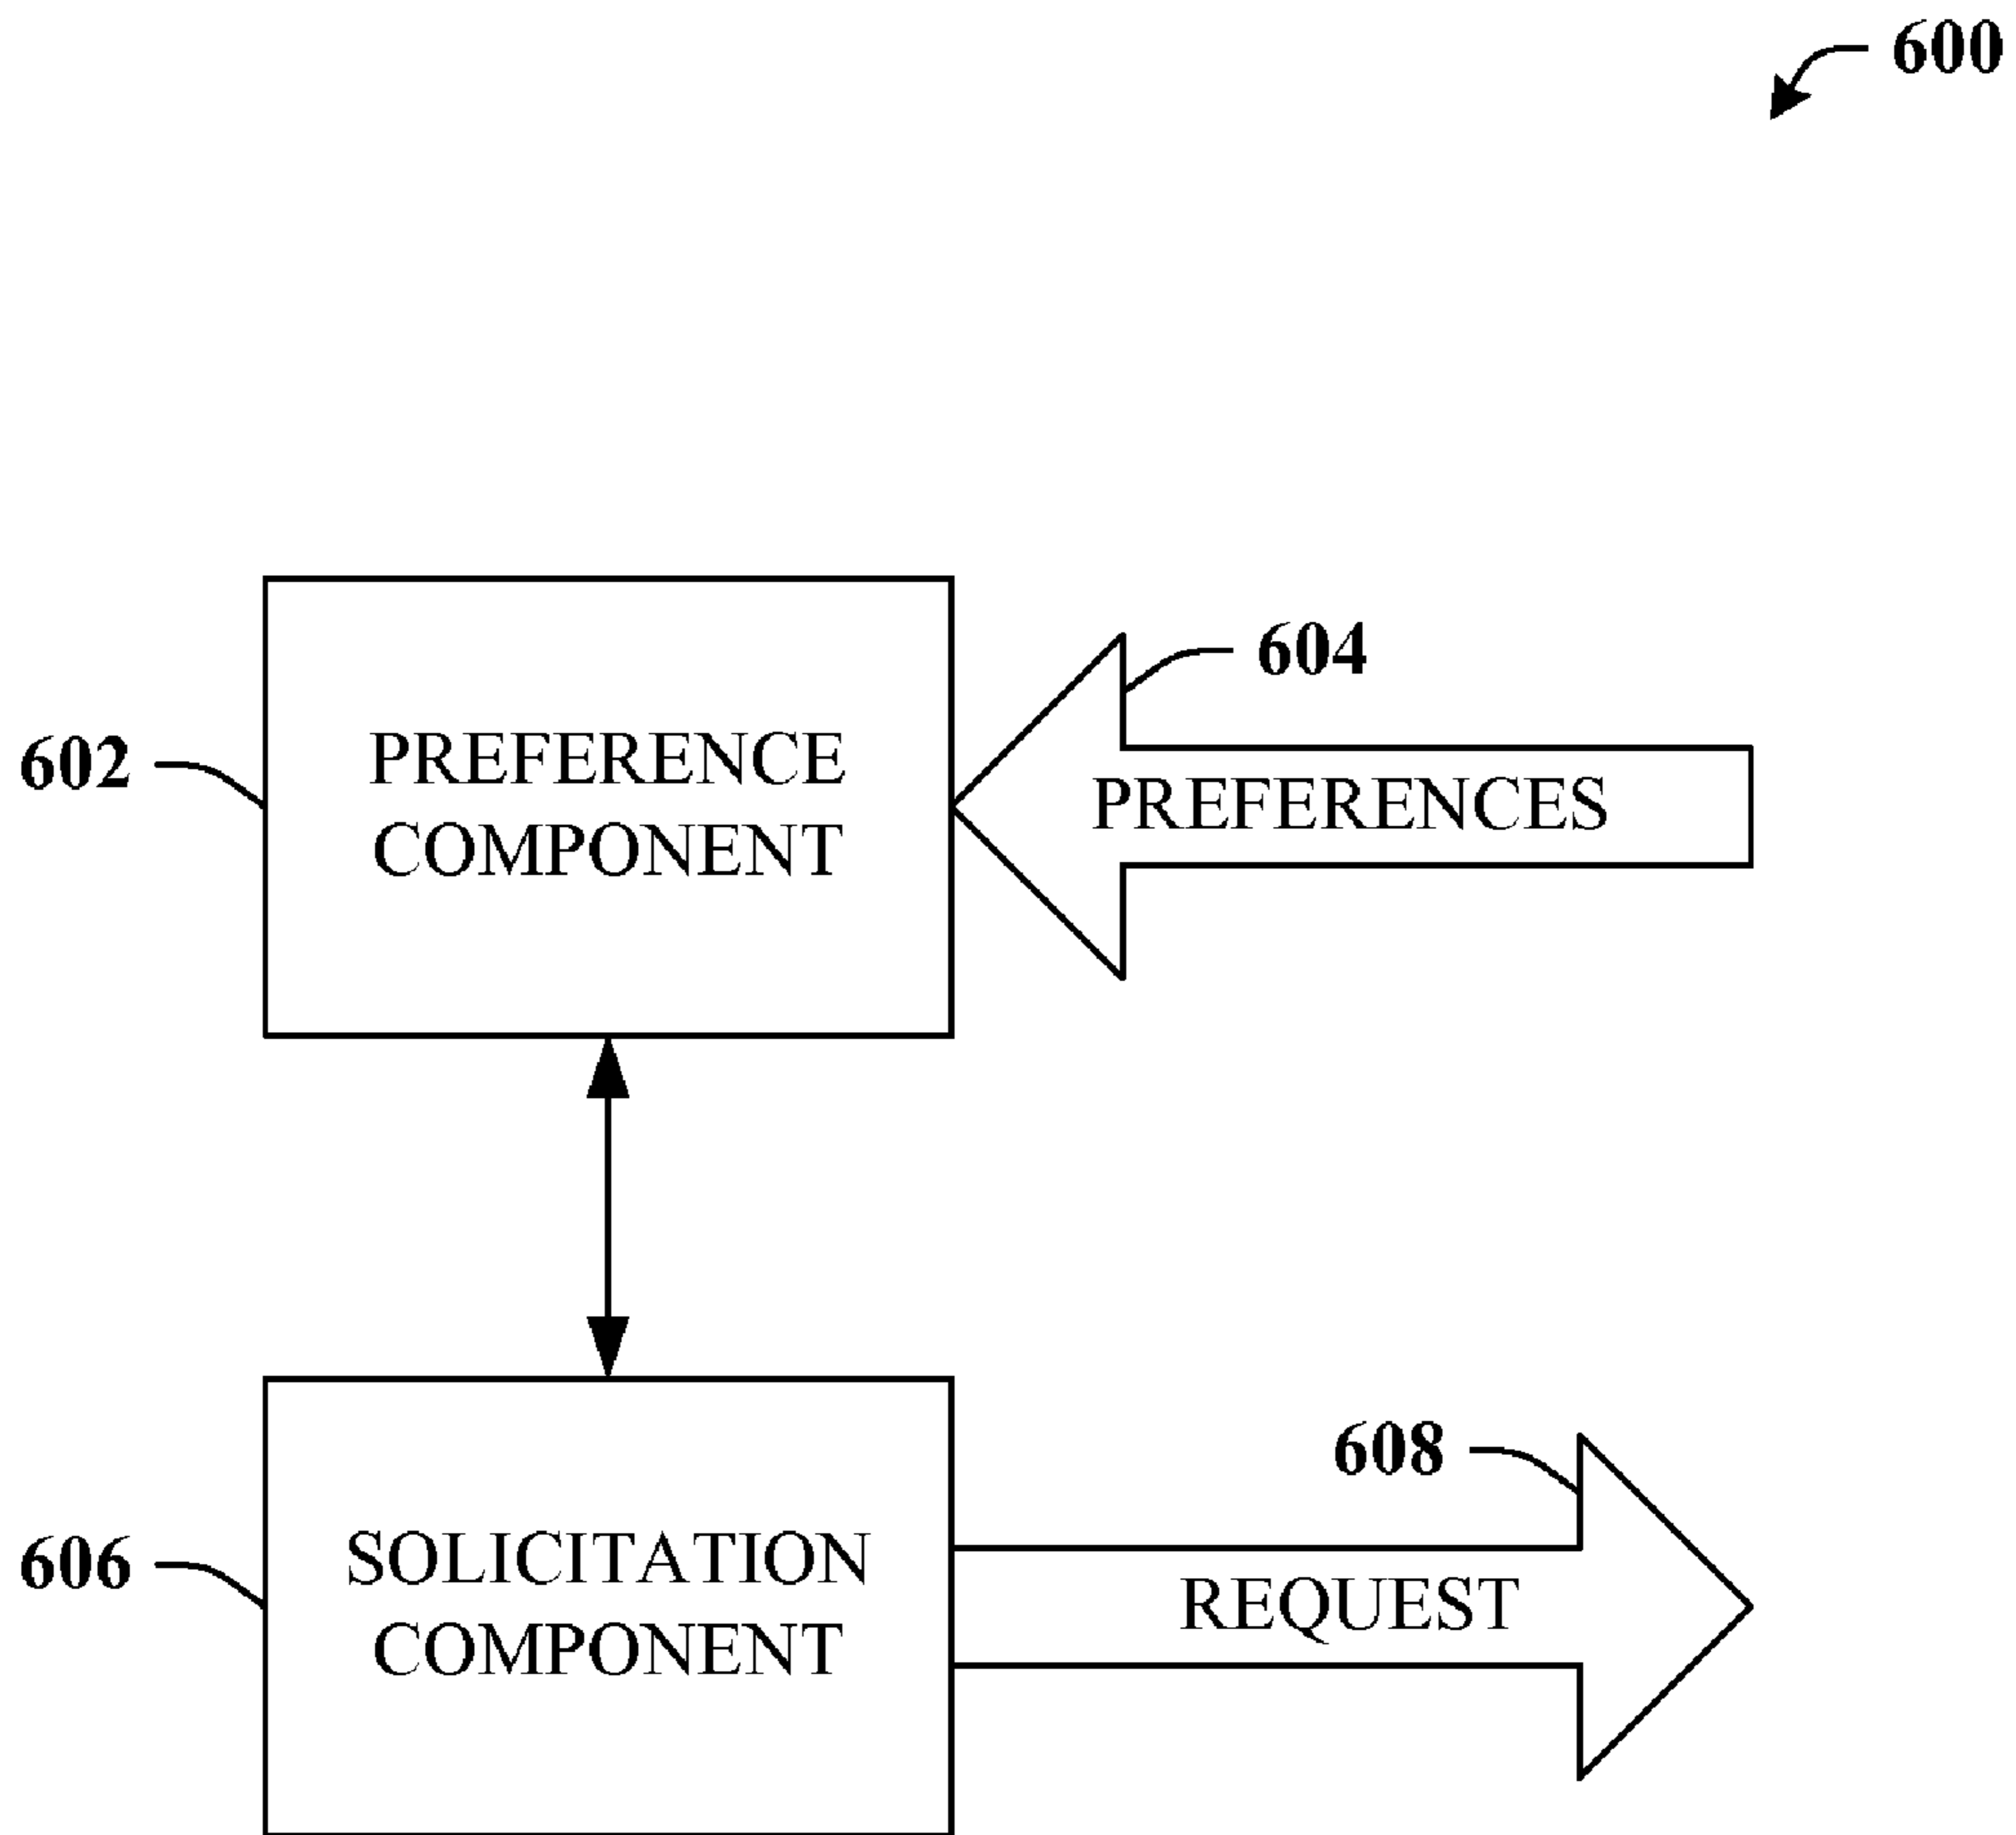 600
604
602
PREFERENCE
COMPONENT
PREFERENCES
608
606
SOLICITATION
COMPONENT
REQUEST